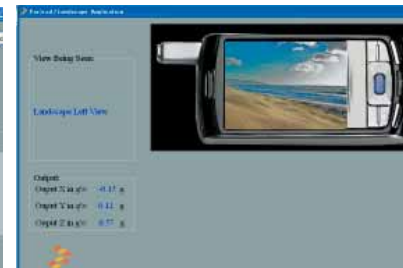 Portrait/Landscape Application
View Being Seen:
Landscape Left View
Output:
Output X in g's: g
Output Y in g's: g
Output Z in g's: g